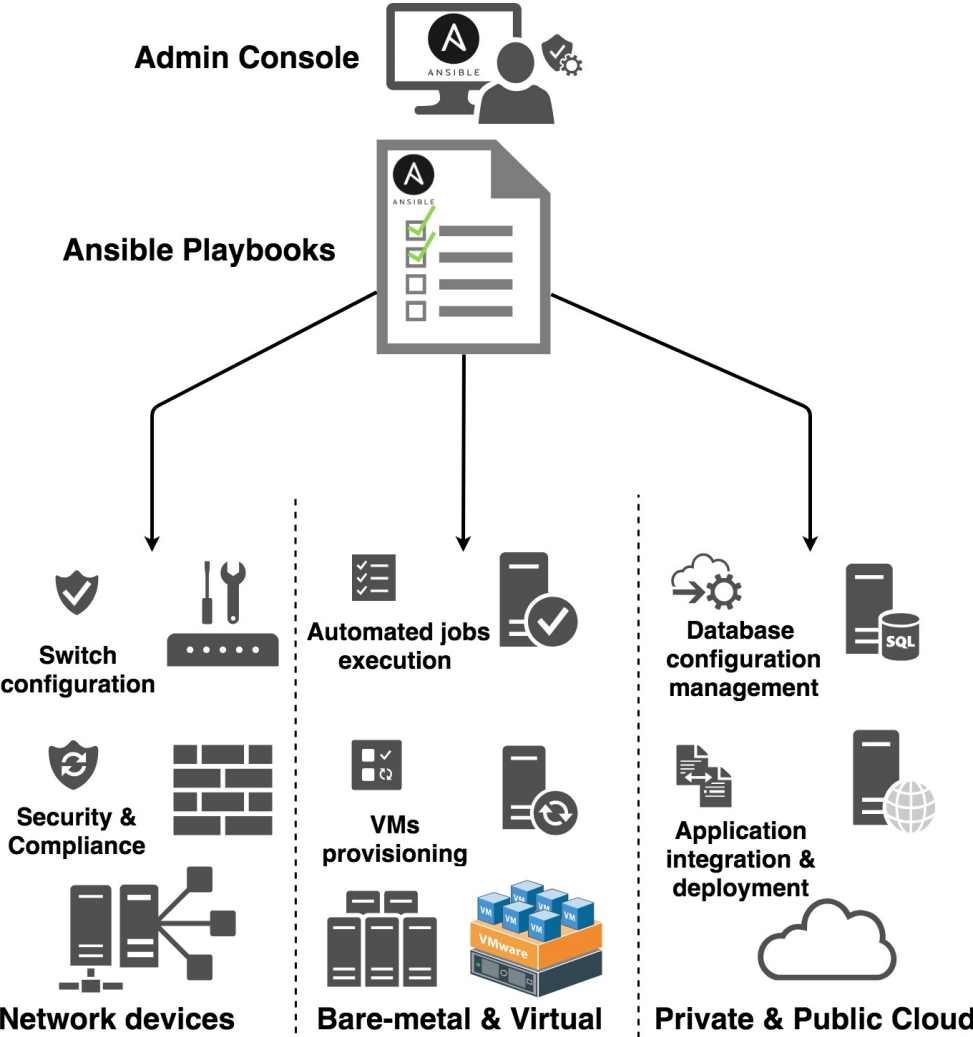 Admin Console
ANSIBLE
ANSIBLE
Ansible Playbooks
Switch
configuration
Security &
Compliance
Network devices
Automated jobs
execution
VMs
provisioning
VM
VM
VM
VM
VM
VM
VMware
Bare-metal & Virtual
Database
configuration
management
SQL
Application
integration &
deployment
Private & Public Cloud